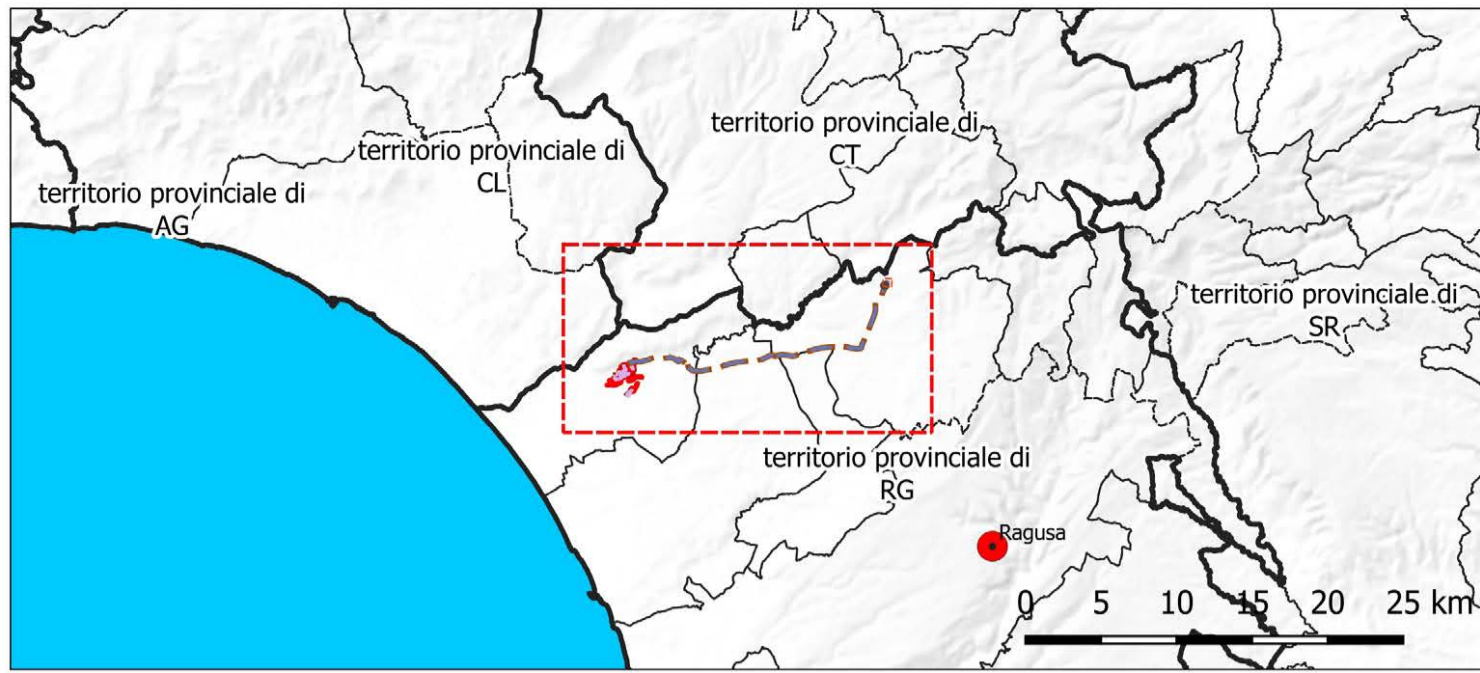 territorio provinciale di
CT
territorio provinciale di
CL
territorio provinciale di
AG
territorio provinciale di
SR
territorio provinciale di
RG
Ragusa
0 5 10 15 20 25 km